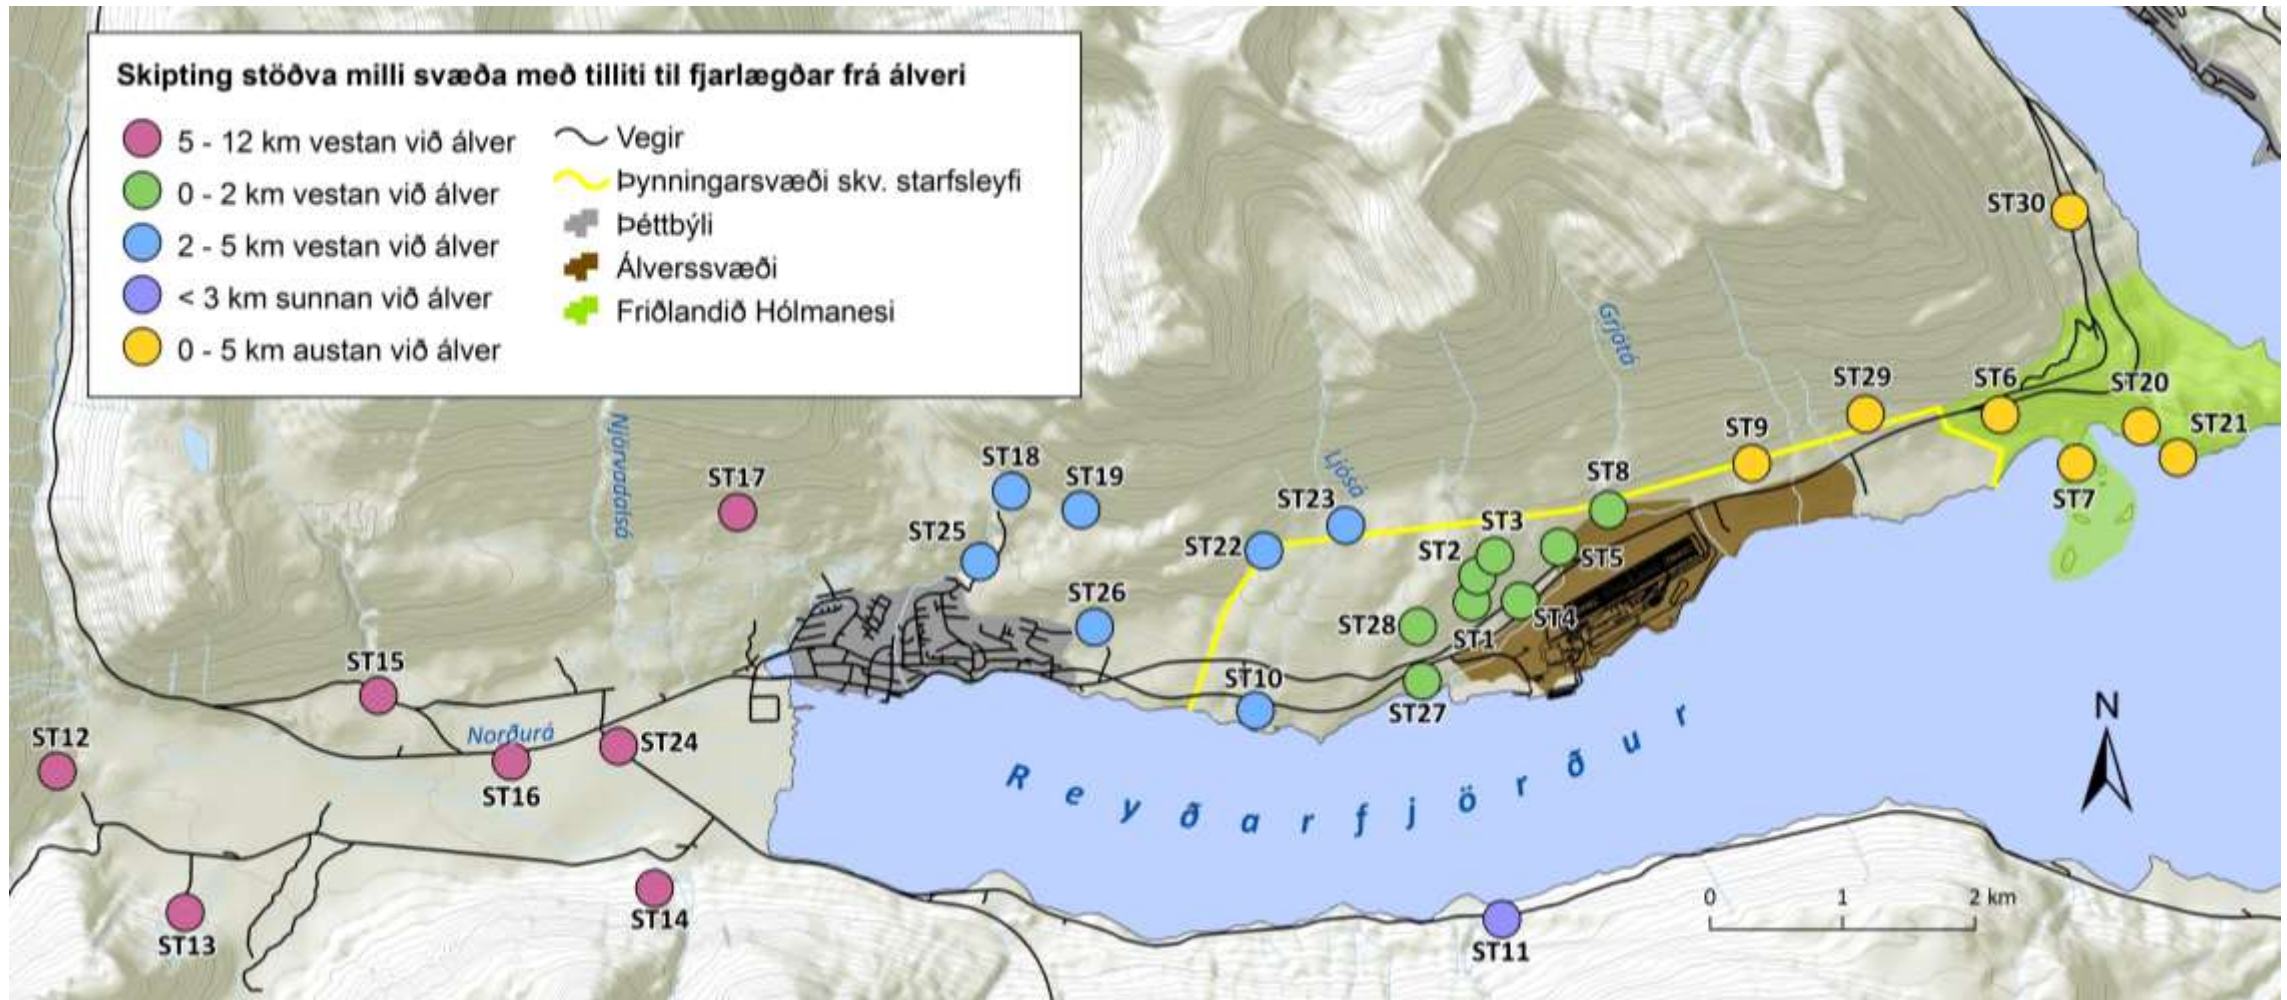 Skipting stöðva milli svæða með tilliti til fjarlægðar frá álveri
5 - 12 km vestan við álver
0 - 2 km vestan við álver
2 - 5 km vestan við álver
< 3 km sunnan við álver
0 - 5 km austan við álver
Vegir
Þynningarsvæði skv. starfsleyfi
Þéttbýli
Álverssvæði
Friðlandið Hólmanesi
ST30
Grjótá
ST29
ST6
ST20
ST21
ST9
ST7
ST8
Njörvadalsá
ST17
ST18
ST19
Ljósá
ST23
ST3
ST25
ST22
ST2
ST5
ST26
ST28
ST1
ST4
ST15
ST10
ST27
ST12
Norðurá
ST24
ST16
Reyðarfjörður
N
ST14
ST13
ST11
0 1 2 km